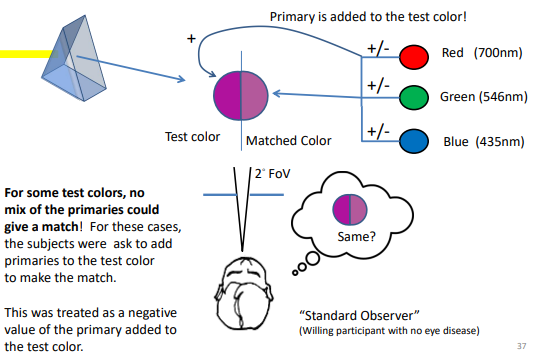 Primary is added to the test color!
+
+/-
Red (700nm)
+/-
Green (546nm)
+/-
Blue (435nm)
Test color
Matched Color
2° FoV
For some test colors, no
mix of the primaries could
give a match! For these cases,
the subjects were ask to add
primaries to the test color
to make the match.
This was treated as a negative
value of the primary added to
the test color.
Same?
“Standard Observer”
(Willing participant with no eye disease)
37